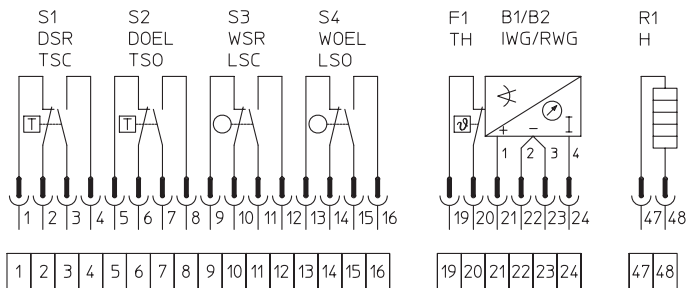 S1 S2 S3 S4 F1 B1/B2 R1
DSR DOEL WSR WOEL TH IWG/RWG H
TSC TSO LSC LSO
T T ϑ + − I
1 2 3 4
1 2 3 4 5 6 7 8 9 10 11 12 13 14 15 16 19 20 21 22 23 24 47 48
1 2 3 4 5 6 7 8 9 10 11 12 13 14 15 16 19 20 21 22 23 24 47 48